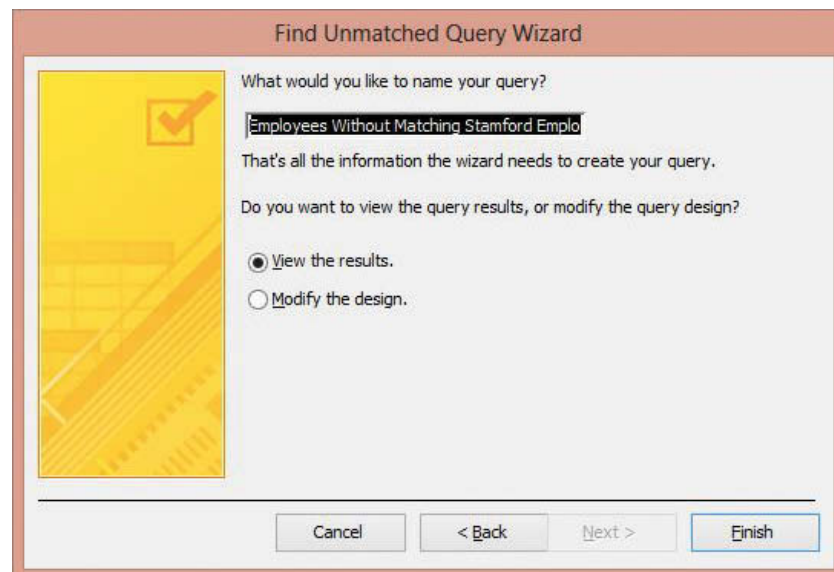 Find Unmatched Query Wizard
What would you like to name your query?
Employees Without Matching Stamford Emplo
That's all the information the wizard needs to create your query.
Do you want to view the query results, or modify the query design?
View the results.
Modify the design.
Cancel
< Back
Next >
Finish